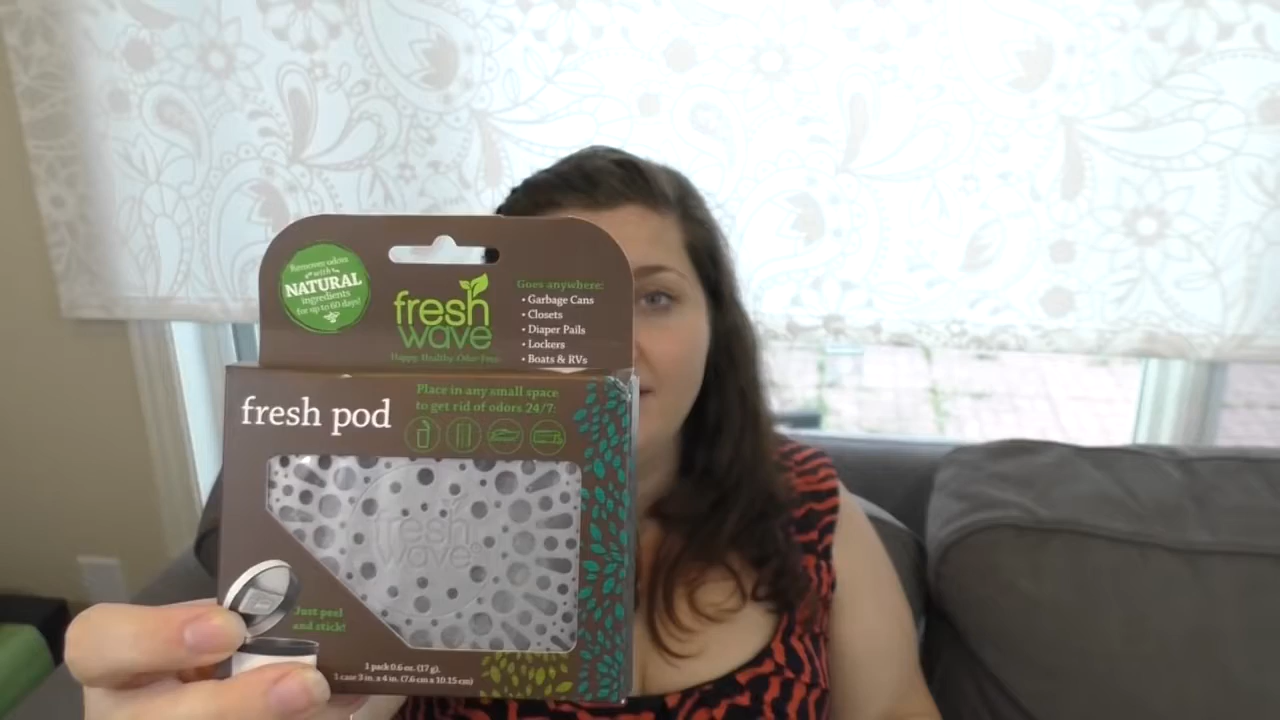 Removes odors
with
NATURAL
ingredients
for up to 60 days!
fresh
wave
Happy. Healthy. Odor-Free.
Goes anywhere:
• Garbage Cans
• Closets
• Diaper Pails
• Lockers
• Boats & RVs
fresh pod
Place in any small space
to get rid of odors 24/7:
fresh
wave®
Just peel
and stick!
1 pack 0.6 oz. (17 g),
1 case 3 in. x 4 in. (7.6 cm x 10.15 cm)